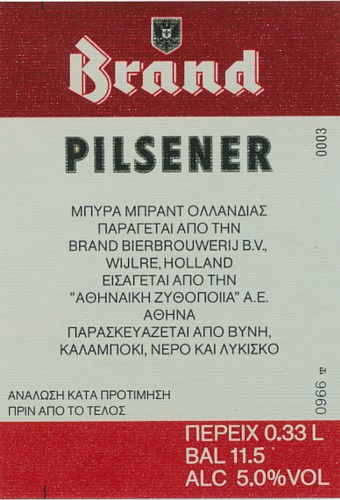 Brand
PILSENER
0003
ΜΠΥΡΑ ΜΠΡΑΝΤ ΟΛΛΑΝΔΙΑΣ
ΠΑΡΑΓΕΤΑΙ ΑΠΟ ΤΗΝ
BRAND BIERBROUWERIJ B.V.,
WIJLRE, HOLLAND
ΕΙΣΑΓΕΤΑΙ ΑΠΟ ΤΗΝ
"ΑΘΗΝΑΙΚΗ ΖΥΘΟΠΟΙΙΑ" Α.Ε.
ΑΘΗΝΑ
ΠΑΡΑΣΚΕΥΑΖΕΤΑΙ ΑΠΟ ΒΥΝΗ,
ΚΑΛΑΜΠΟΚΙ, ΝΕΡΟ ΚΑΙ ΛΥΚΙΣΚΟ
ΑΝΑΛΩΣΗ ΚΑΤΑ ΠΡΟΤΙΜΗΣΗ
ΠΡΙΝ ΑΠΟ ΤΟ ΤΕΛΟΣ
0966
ΠΕΡΕΙΧ 0.33 L
BAL 11.5
ALC 5.0%VOL